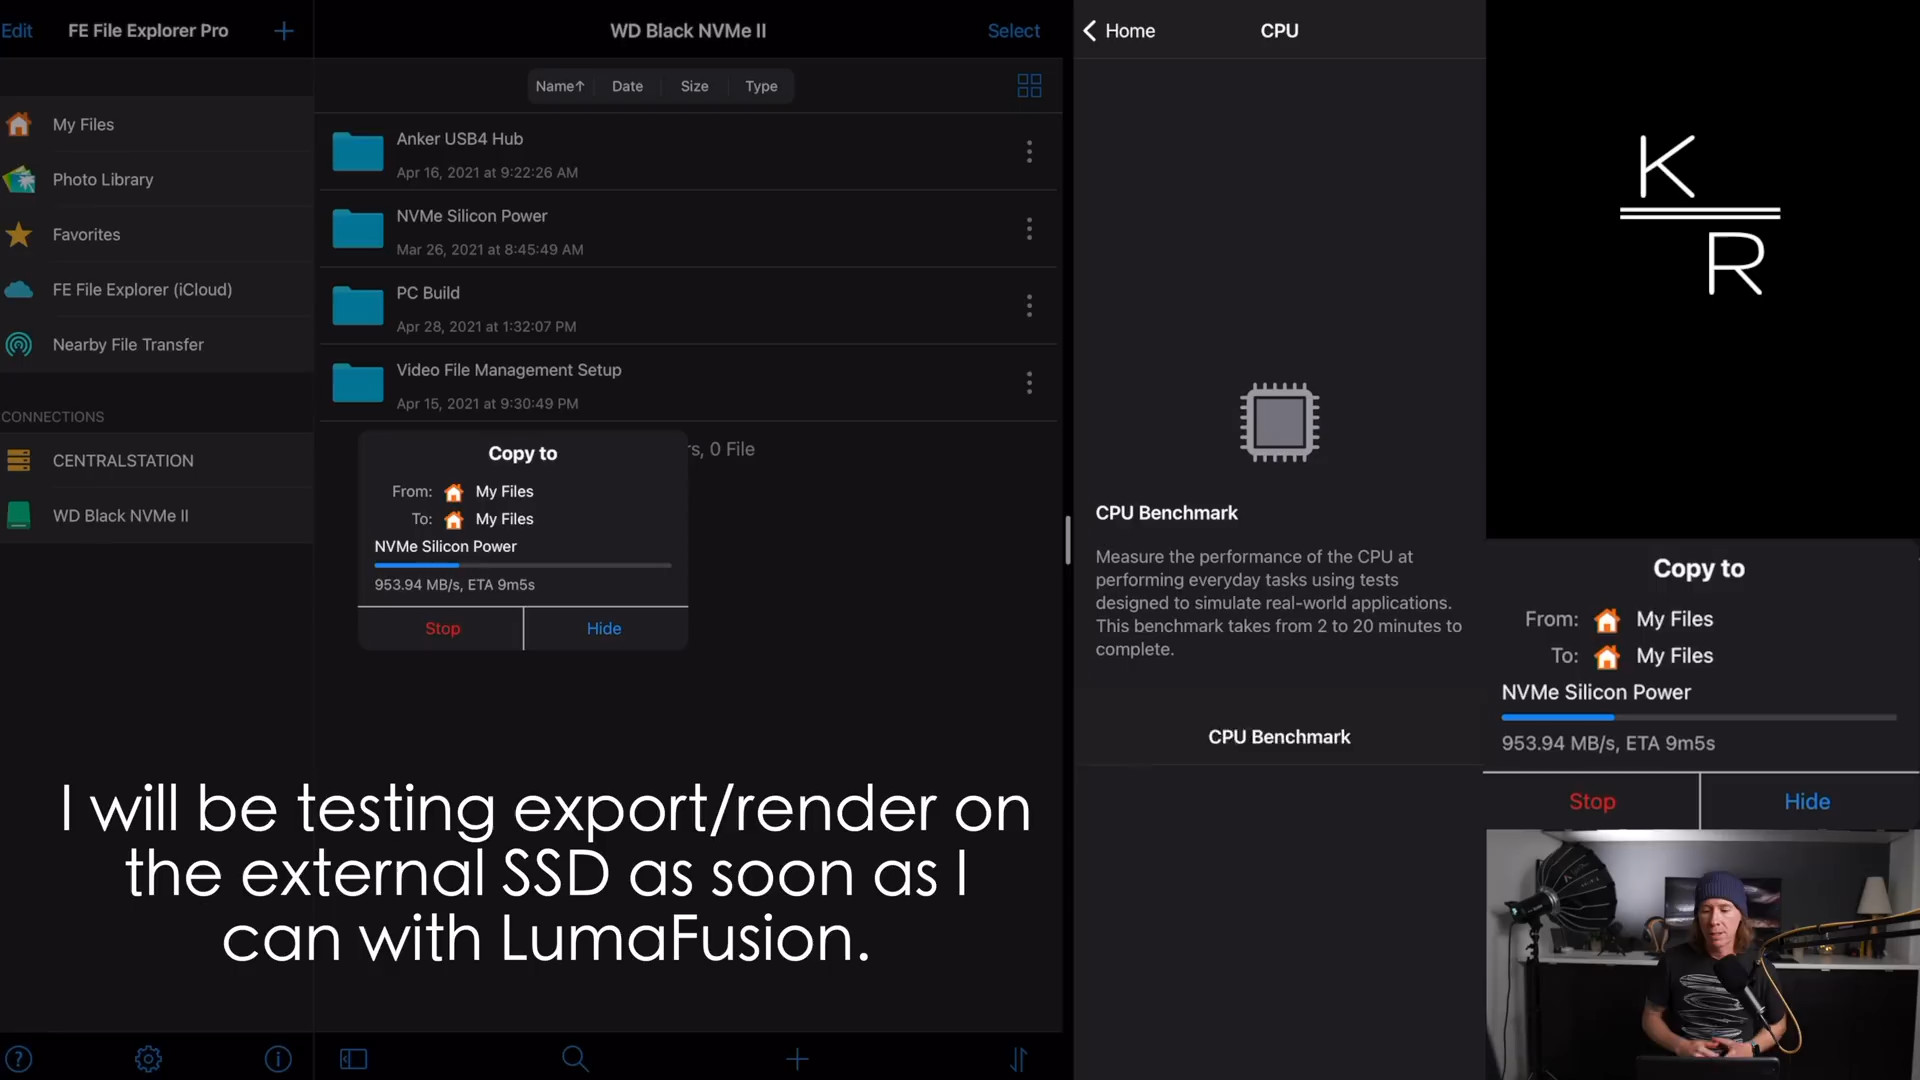 Edit
FE File Explorer Pro
WD Black NVMe II
Select
Home
CPU
Name↑
Date
Size
Type
My Files
Photo Library
Favorites
FE File Explorer (iCloud)
Nearby File Transfer
CONNECTIONS
CENTRALSTATION
WD Black NVMe II
Anker USB4 Hub
Apr 16, 2021 at 9:22:26 AM
NVMe Silicon Power
Mar 26, 2021 at 8:45:49 AM
PC Build
Apr 28, 2021 at 1:32:07 PM
Video File Management Setup
Apr 15, 2021 at 9:30:49 PM
rs, 0 File
Copy to
From: My Files
To: My Files
NVMe Silicon Power
953.94 MB/s, ETA 9m5s
Stop
Hide
CPU Benchmark
Measure the performance of the CPU at
performing everyday tasks using tests
designed to simulate real-world applications.
This benchmark takes from 2 to 20 minutes to
complete.
CPU Benchmark
K
R
Copy to
From: My Files
To: My Files
NVMe Silicon Power
953.94 MB/s, ETA 9m5s
Stop
Hide
I will be testing export/render on
the external SSD as soon as I
can with LumaFusion.